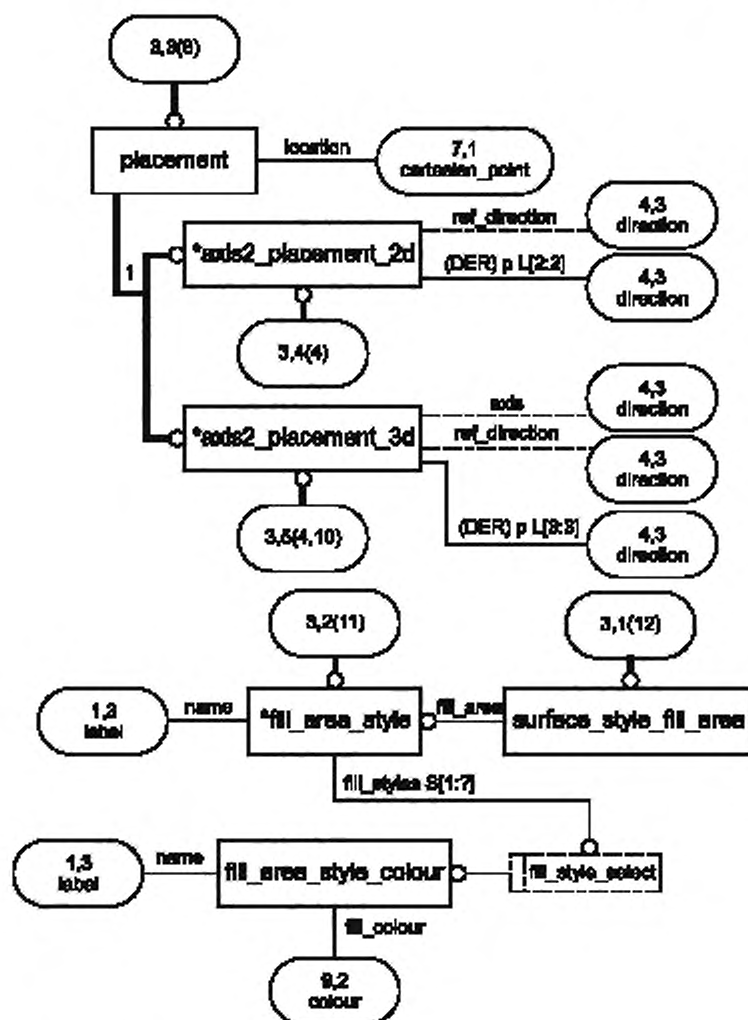 3,3(8)
placement
location
7,1
cartesian_point
1
*axis2_placement_2d
ref_direction
4,3
direction
(DER) p L[2:2]
4,3
direction
3,4(4)
*axis2_placement_3d
axis
4,3
direction
ref_direction
4,3
direction
(DER) p L[3:3]
4,3
direction
3,5(4,10)
3,2(11)
3,1(12)
1,3
label
name
*fill_area_style
fill_area
surface_style_fill_area
fill_styles S[1:?]
1,3
label
name
fill_area_style_colour
fill_style_select
fill_colour
9,2
colour